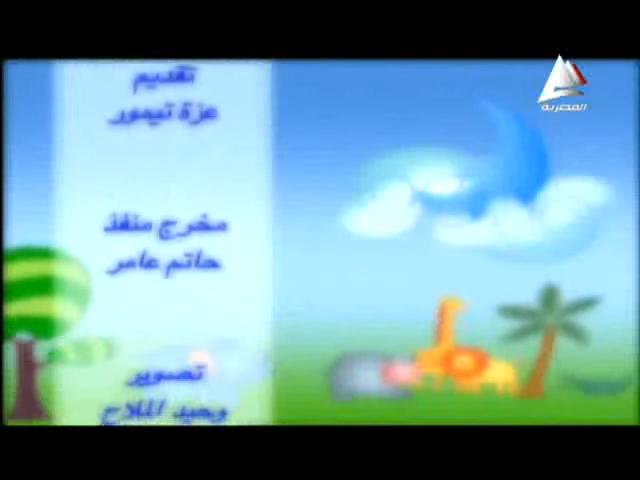 تقديم
عزة تيمور
مخرج منفذ
حاتم عامر
تصوير
وحيد الملاح
المصرية